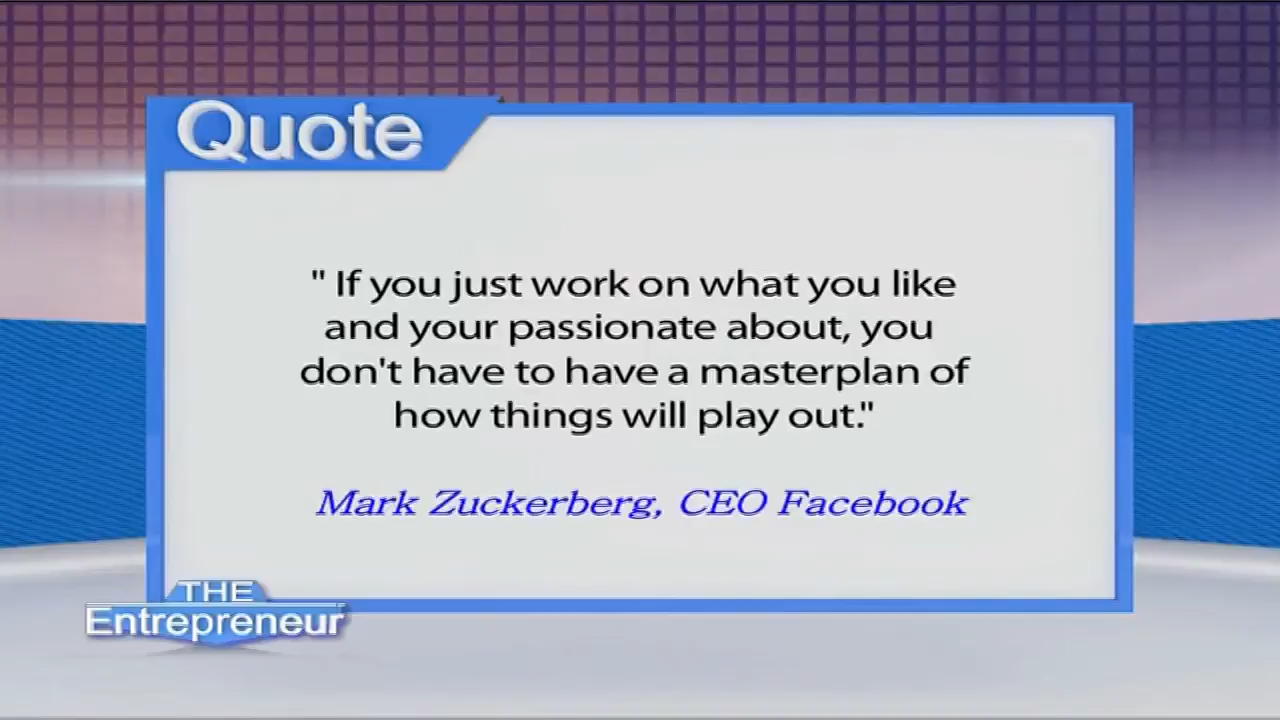 Quote
" If you just work on what you like
and your passionate about, you
don't have to have a masterplan of
how things will play out."
Mark Zuckerberg, CEO Facebook
THE
Entrepreneur